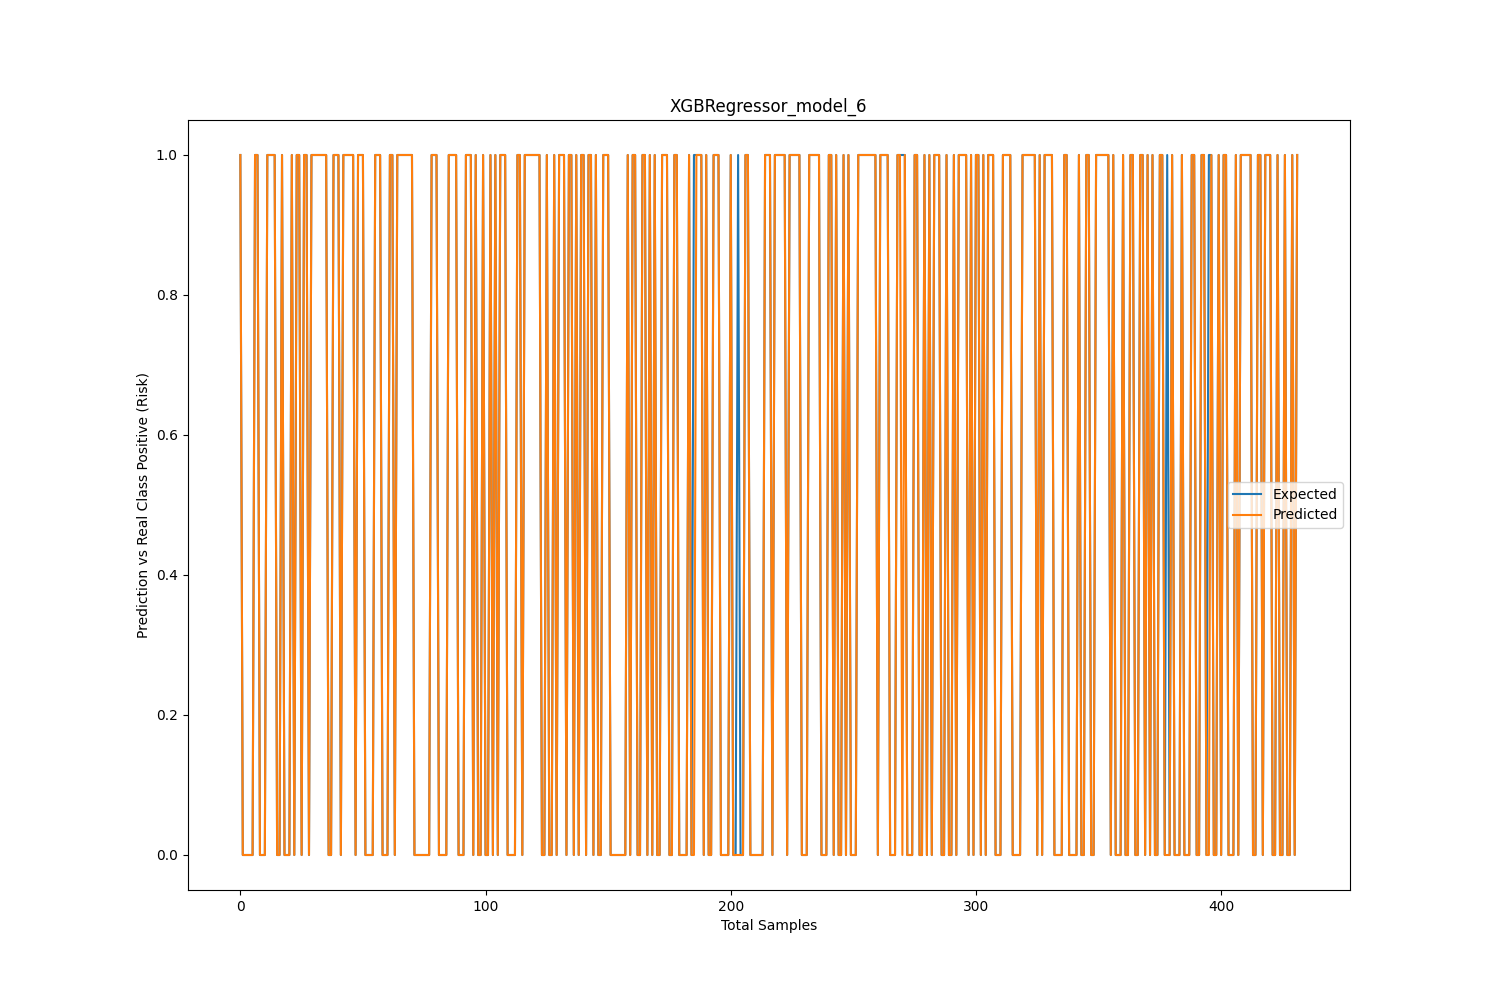 XGBRegressor_model_6
1.0
0.8
0.6
0.4
0.2
0.0
Prediction vs Real Class Positive (Risk)
Expected
Predicted
0
100
200
300
400
Total Samples